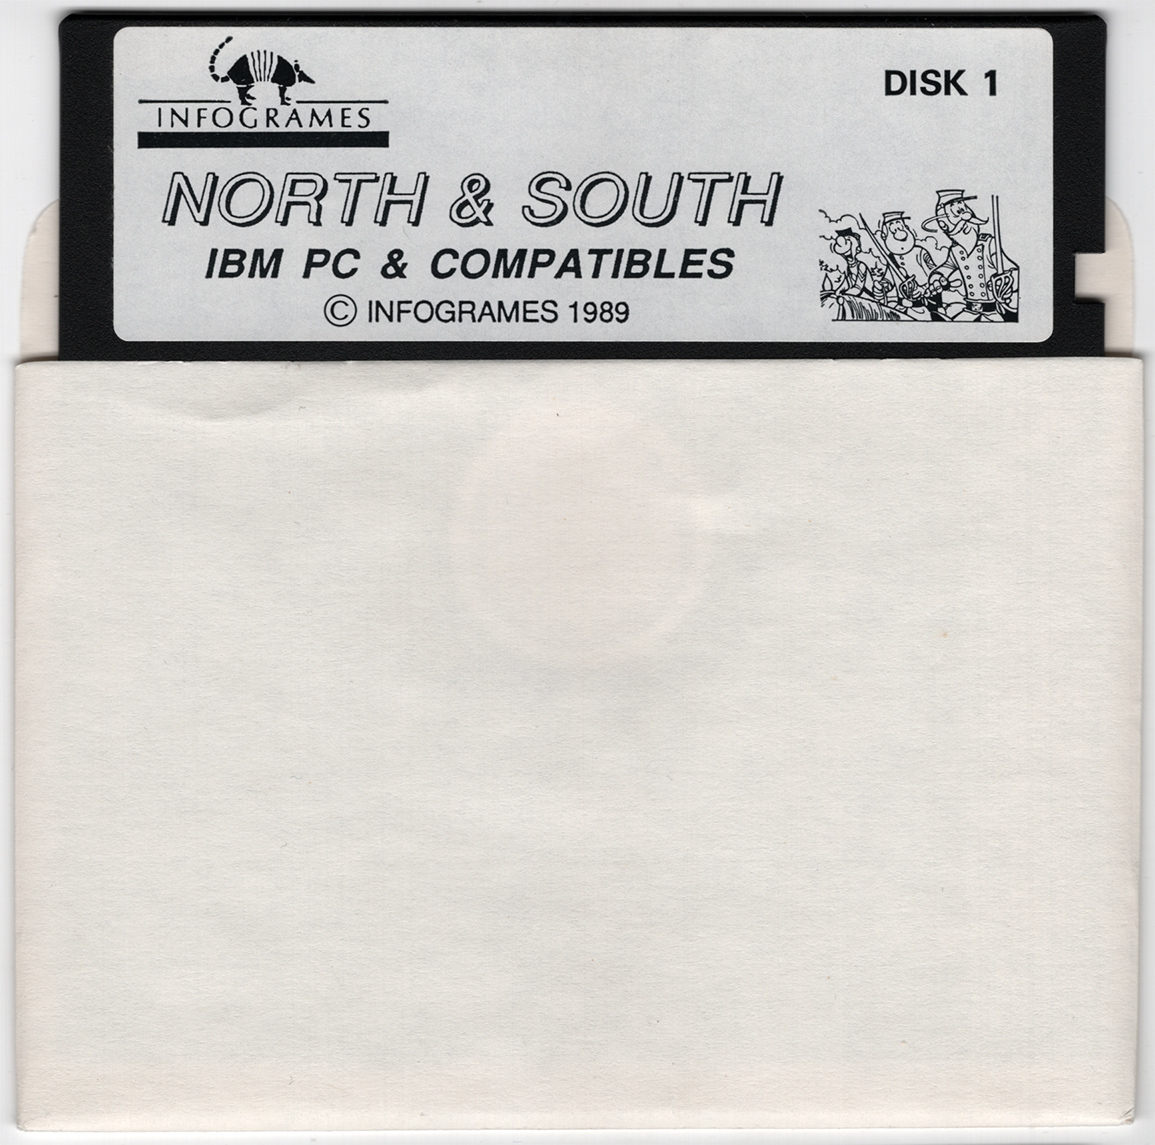 DISK 1
INFOGRAMES
NORTH & SOUTH
IBM PC & COMPATIBLES
© INFOGRAMES 1989